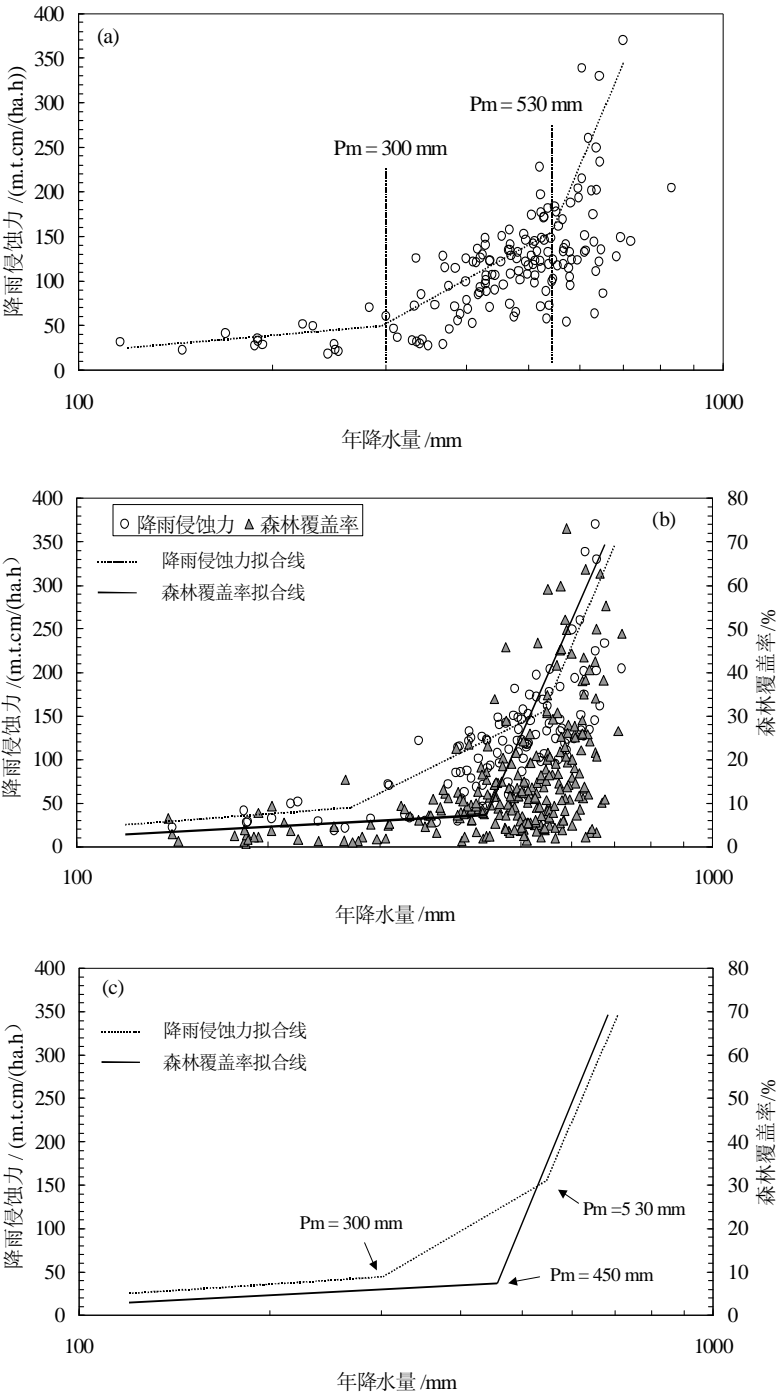 (a)
400
350
300
250
200
150
100
50
0
降雨侵蚀力 /(m.t.cm/(ha.h))
Pm = 530 mm
Pm = 300 mm
100
1000
年降水量 /mm
(b)
400
350
300
250
200
150
100
50
0
降雨侵蚀力 /(m.t.cm/(ha.h)
降雨侵蚀力 森林覆盖率
降雨侵蚀力拟合线
森林覆盖率拟合线
80
70
60
50
40
30
20
10
0
森林覆盖率/%
100
1000
年降水量 /mm
(c)
400
350
300
250
200
150
100
50
0
降雨侵蚀力 / (m.t.cm/(ha.h)
降雨侵蚀力拟合线
森林覆盖率拟合线
Pm = 300 mm
Pm =5 30 mm
Pm = 450 mm
80
70
60
50
40
30
20
10
0
森林覆盖率/%
100
1000
年降水量 /mm